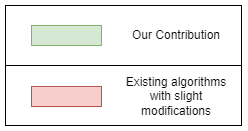 Our Contribution
Existing algorithms
with slight
modifications